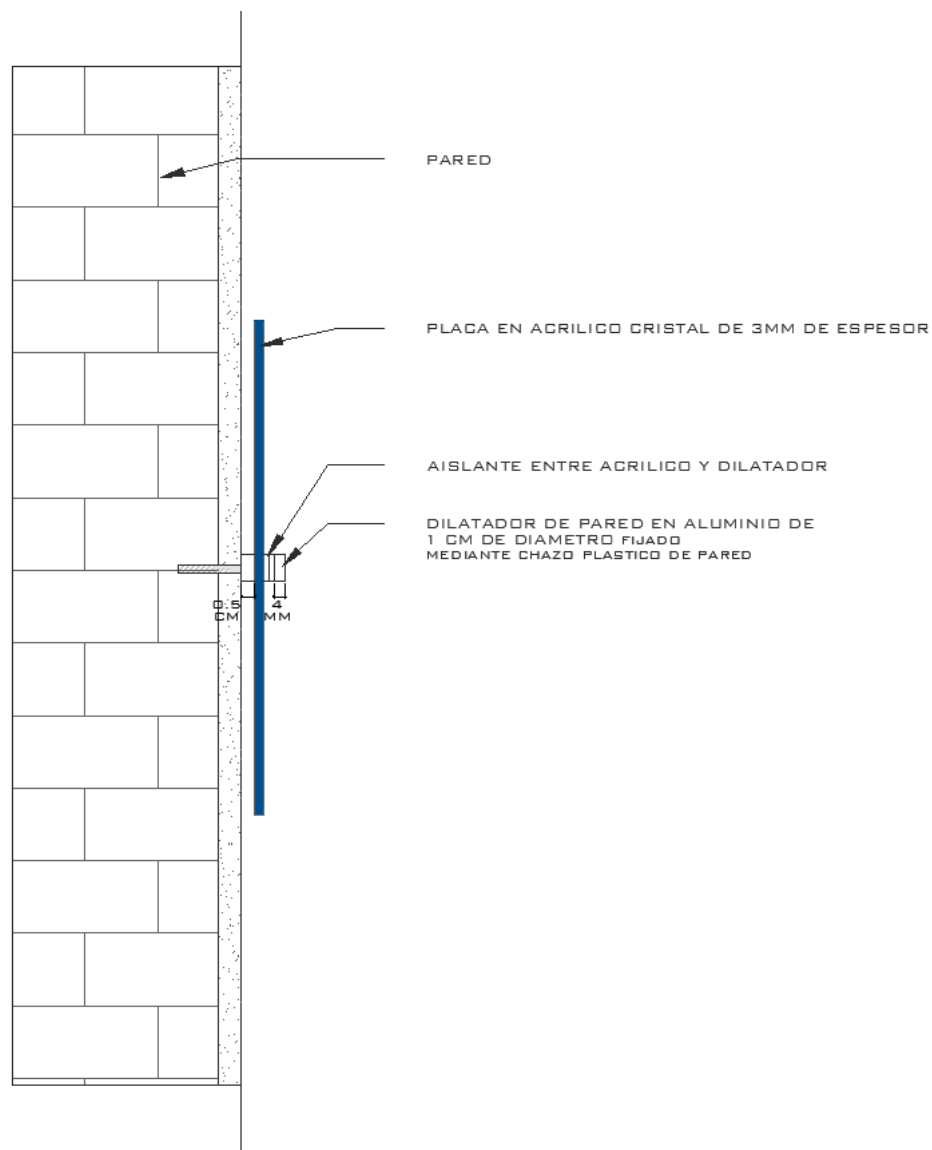 PARED
PLACA EN ACRILICO CRISTAL DE 3MM DE ESPESOR
AISLANTE ENTRE ACRILICO Y DILATADOR
DILATADOR DE PARED EN ALUMINIO DE
1 CM DE DIAMETRO FIJADO
MEDIANTE CHAZO PLASTICO DE PARED
0.5
CM
4
MM